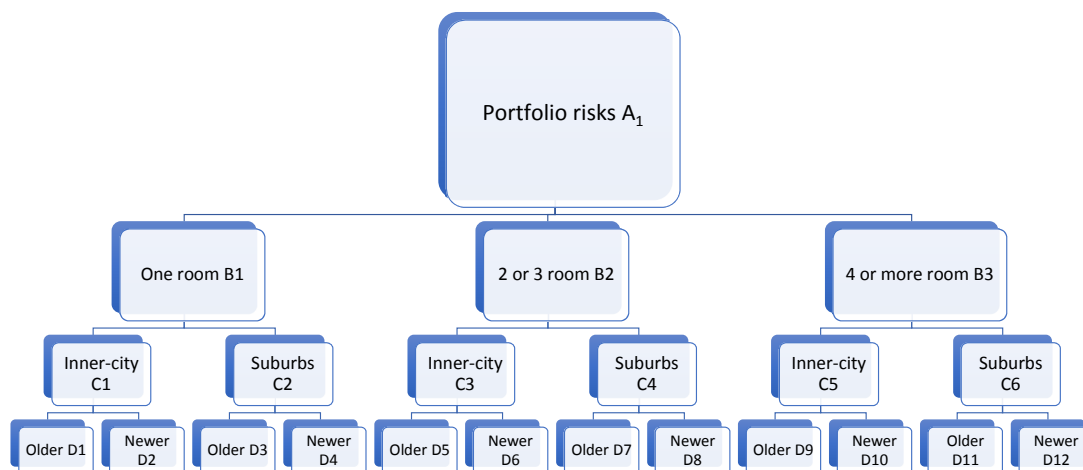 Portfolio risks A₁
One room B1
2 or 3 room B2
4 or more room B3
Inner-city
C1
Suburbs
C2
Inner-city
C3
Suburbs
C4
Inner-city
C5
Suburbs
C6
Older D1
Newer
D2
Older D3
Newer
D4
Older D5
Newer
D6
Older D7
Newer
D8
Older D9
Newer
D10
Older
D11
Newer
D12